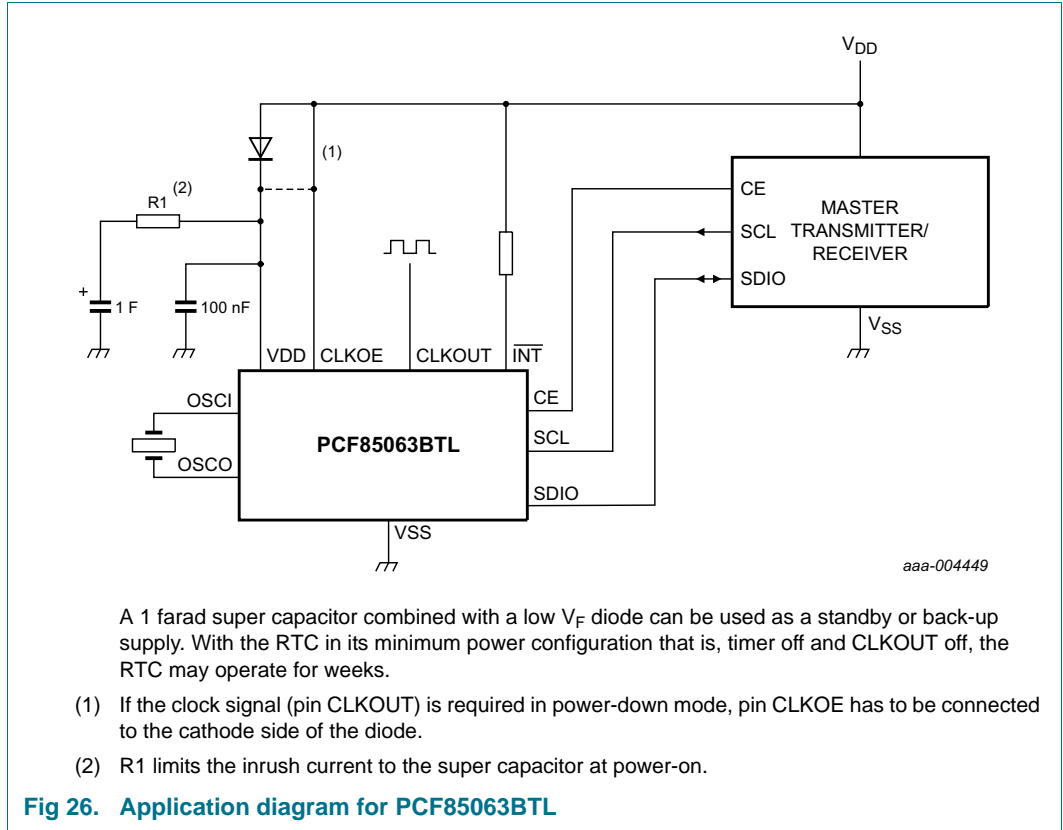 VDD
(1)
(2)
R1
CE
MASTER
TRANSMITTER/
RECEIVER
SCL
SDIO
+
1 F
100 nF
VSS
VDD
CLKOE
CLKOUT
INT
OSCI
OSCO
PCF85063BTL
CE
SCL
SDIO
VSS
aaa-004449
A 1 farad super capacitor combined with a low VF diode can be used as a standby or back-up
supply. With the RTC in its minimum power configuration that is, timer off and CLKOUT off, the
RTC may operate for weeks.
(1) If the clock signal (pin CLKOUT) is required in power-down mode, pin CLKOE has to be connected
to the cathode side of the diode.
(2) R1 limits the inrush current to the super capacitor at power-on.
Fig 26. Application diagram for PCF85063BTL